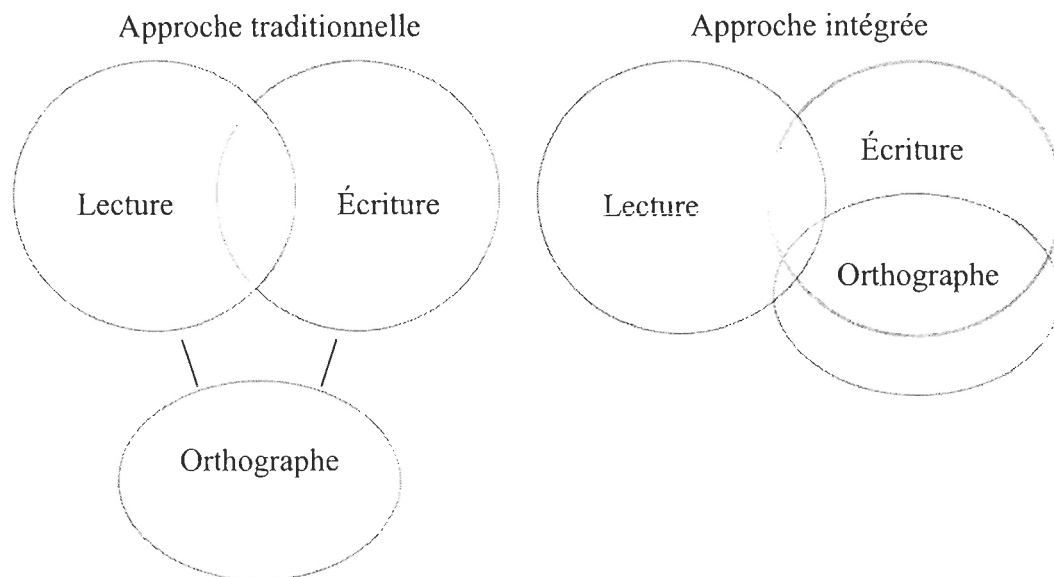 Approche traditionnelle
Lecture
Écriture
Orthographe
Approche intégrée
Lecture
Écriture
Orthographe